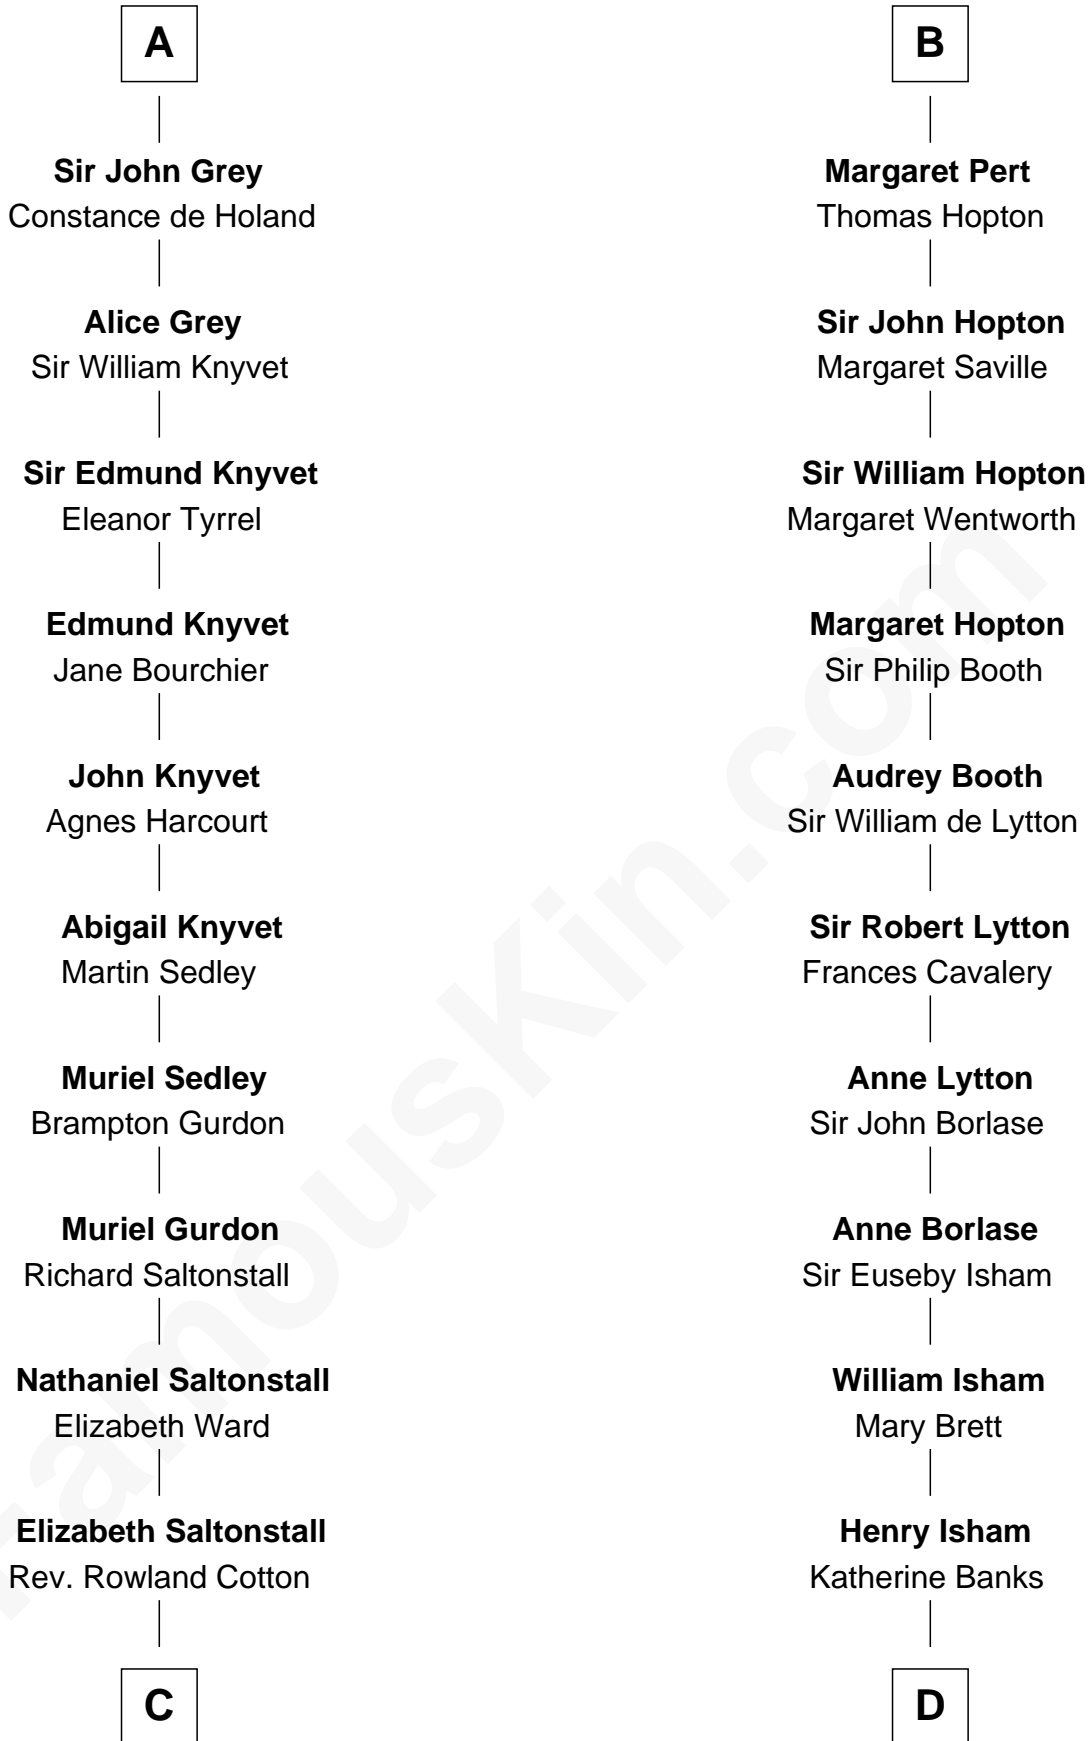 A
Sir John Grey
Constance de Holand
Alice Grey
Sir William Knyvet
Sir Edmund Knyvet
Eleanor Tyrrel
Edmund Knyvet
Jane Bourchier
John Knyvet
Agnes Harcourt
Abigail Knyvet
Martin Sedley
Muriel Sedley
Brampton Gurdon
Muriel Gurdon
Richard Saltonstall
Nathaniel Saltonstall
Elizabeth Ward
Elizabeth Saltonstall
Rev. Rowland Cotton
C
B
Margaret Pert
Thomas Hopton
Sir John Hopton
Margaret Saville
Sir William Hopton
Margaret Wentworth
Margaret Hopton
Sir Philip Booth
Audrey Booth
Sir William de Lytton
Sir Robert Lytton
Frances Cavalery
Anne Lytton
Sir John Borlase
Anne Borlase
Sir Euseby Isham
William Isham
Mary Brett
Henry Isham
Katherine Banks
D
FamousKin.com